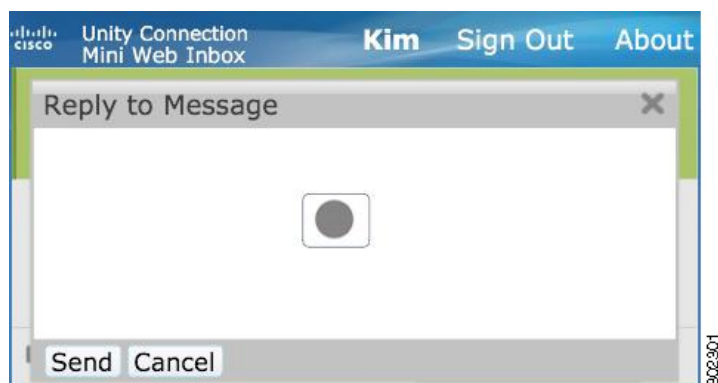 cisco
Unity Connection
Mini Web Inbox
Kim Sign Out About
Reply to Message
Send Cancel
302301